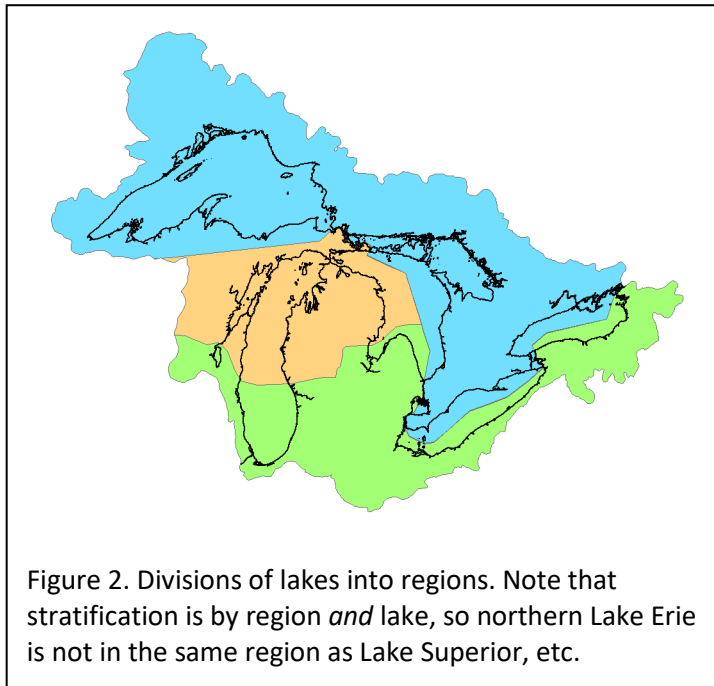 Figure 2. Divisions of lakes into regions. Note that
stratification is by region and lake, so northern Lake Erie
is not in the same region as Lake Superior, etc.